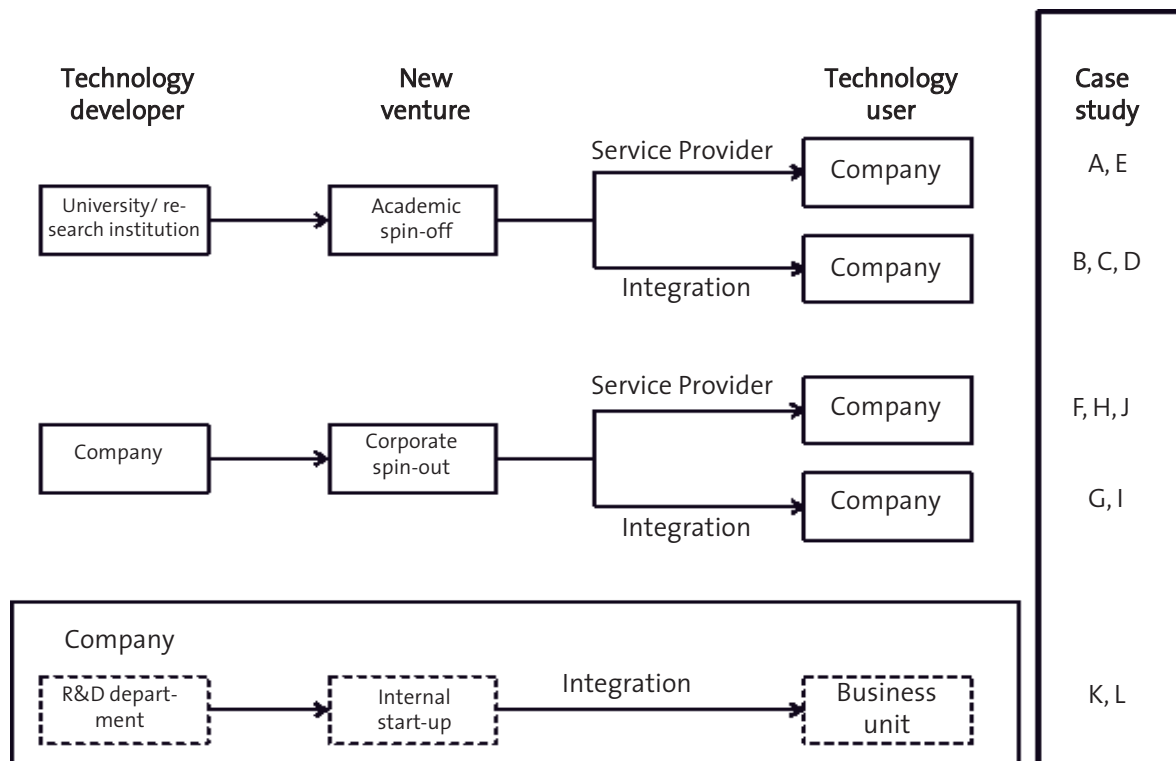 Technology
developer
New
venture
Technology
user
Case
study
Service Provider
Company
A, E
University/ re-
search institution
Academic
spin-off
Company
B, C, D
Integration
Service Provider
Company
F, H, J
Company
Corporate
spin-out
Company
G, I
Integration
Company
R&D depart-
ment
Internal
start-up
Integration
Business
unit
K, L